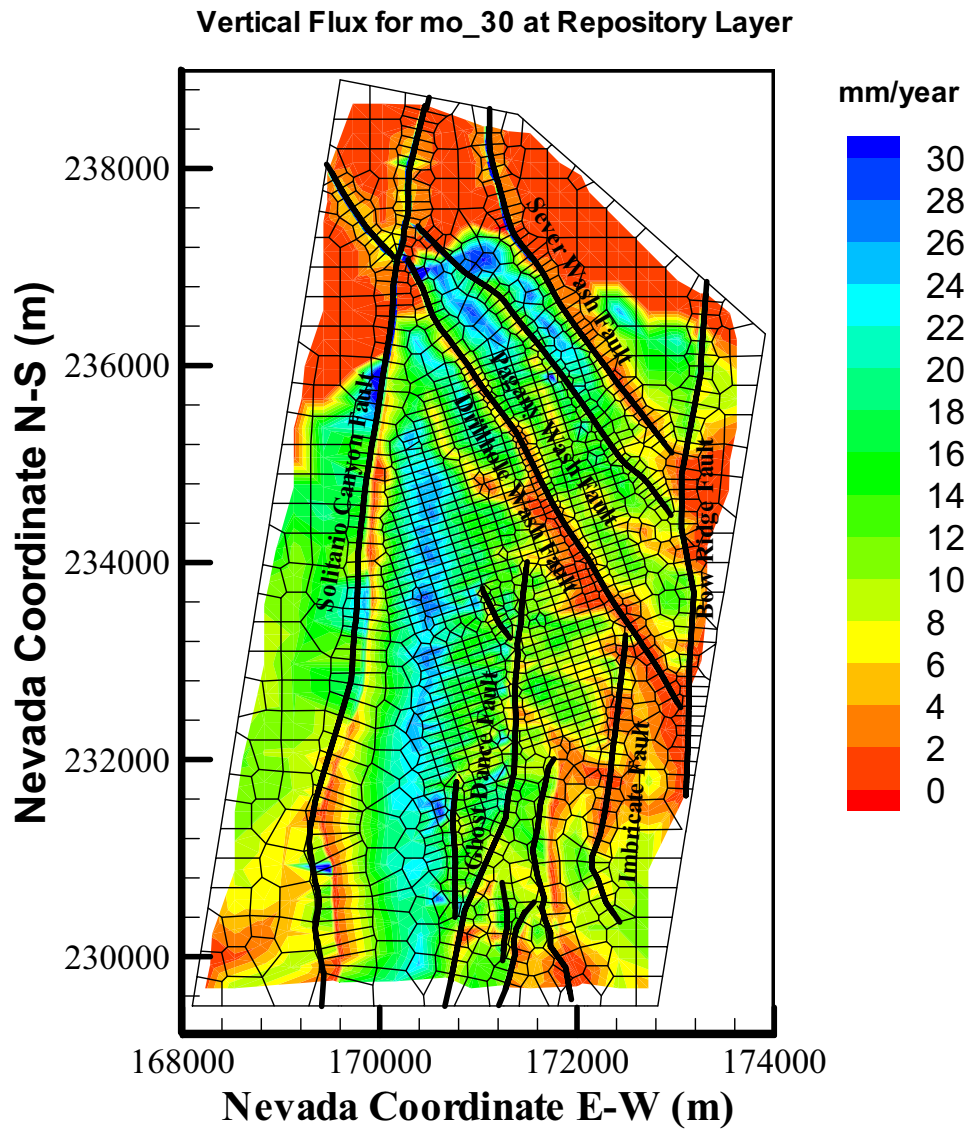 Vertical Flux for mo_30 at Repository Layer
mm/year
30
28
26
24
22
20
18
16
14
12
10
8
6
4
2
0
Nevada Coordinate N-S (m)
238000
236000
234000
232000
230000
Sever Wash Fault
Pagany Wash Fault
Drillhole Wash Fault
Solitario Canyon Fault
Bow Ridge Fault
Ghost Dance Fault
Imbricate Fault
168000
170000
172000
174000
Nevada Coordinate E-W (m)